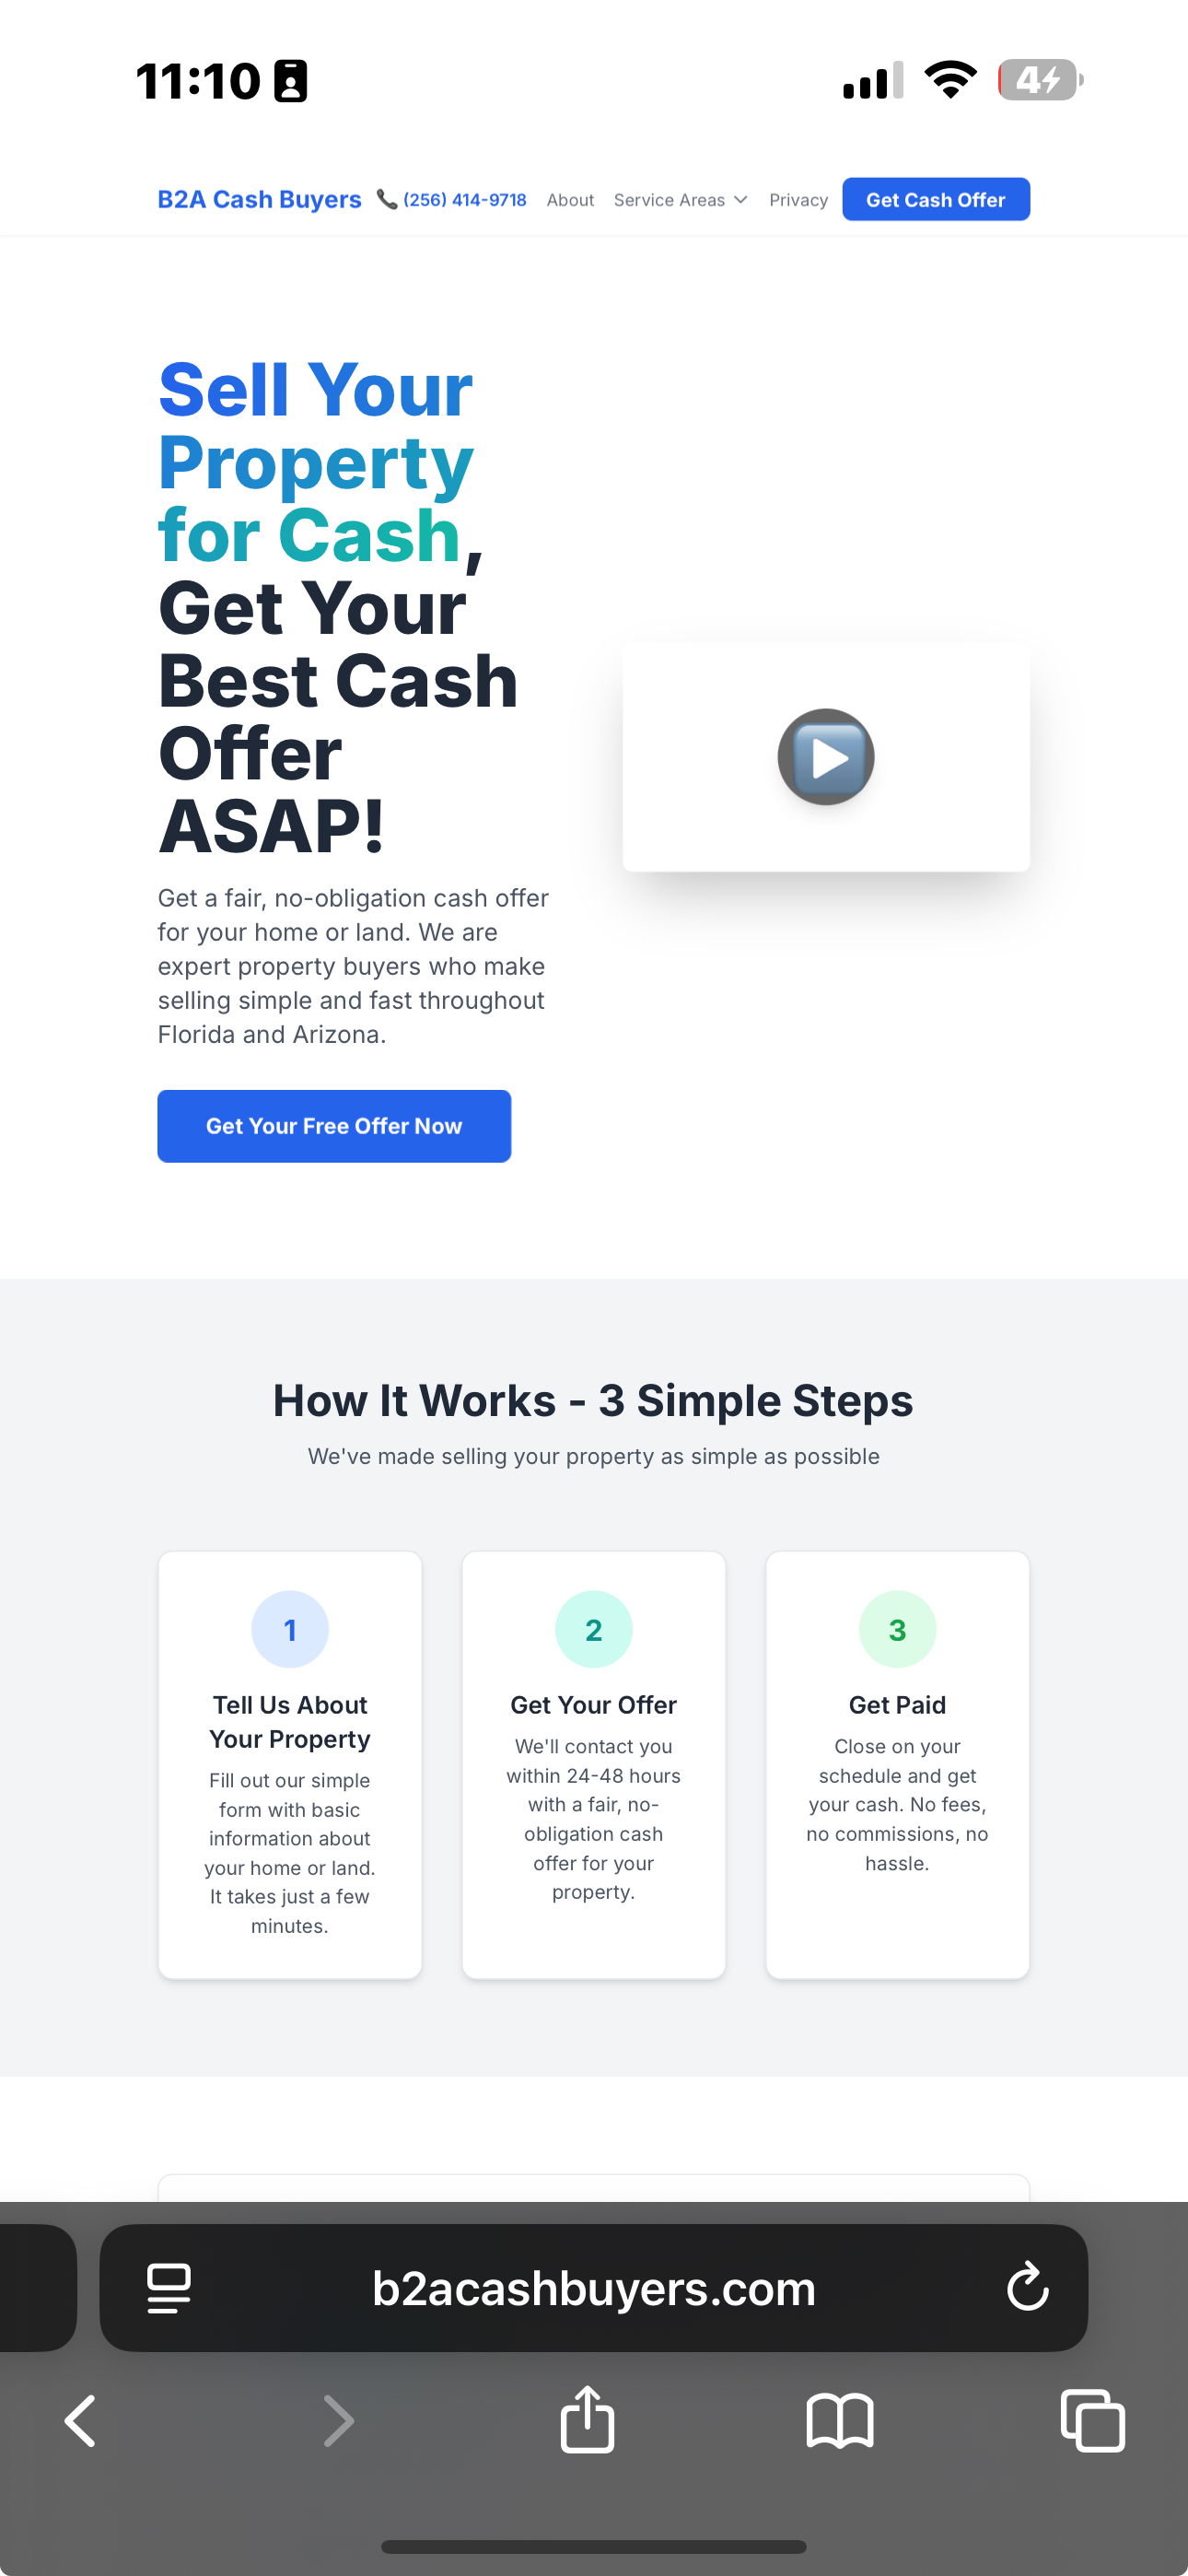 11:10
4
B2A Cash Buyers
(256) 414-9718
About
Service Areas
Privacy
Get Cash Offer
Sell Your
Property
for Cash,
Get Your
Best Cash
Offer
ASAP!
Get a fair, no-obligation cash offer
for your home or land. We are
expert property buyers who make
selling simple and fast throughout
Florida and Arizona.
Get Your Free Offer Now
How It Works - 3 Simple Steps
We've made selling your property as simple as possible
1
Tell Us About
Your Property
Fill out our simple
form with basic
information about
your home or land.
It takes just a few
minutes.
2
Get Your Offer
We'll contact you
within 24-48 hours
with a fair, no-
obligation cash
offer for your
property.
3
Get Paid
Close on your
schedule and get
your cash. No fees,
no commissions, no
hassle.
b2acashbuyers.com